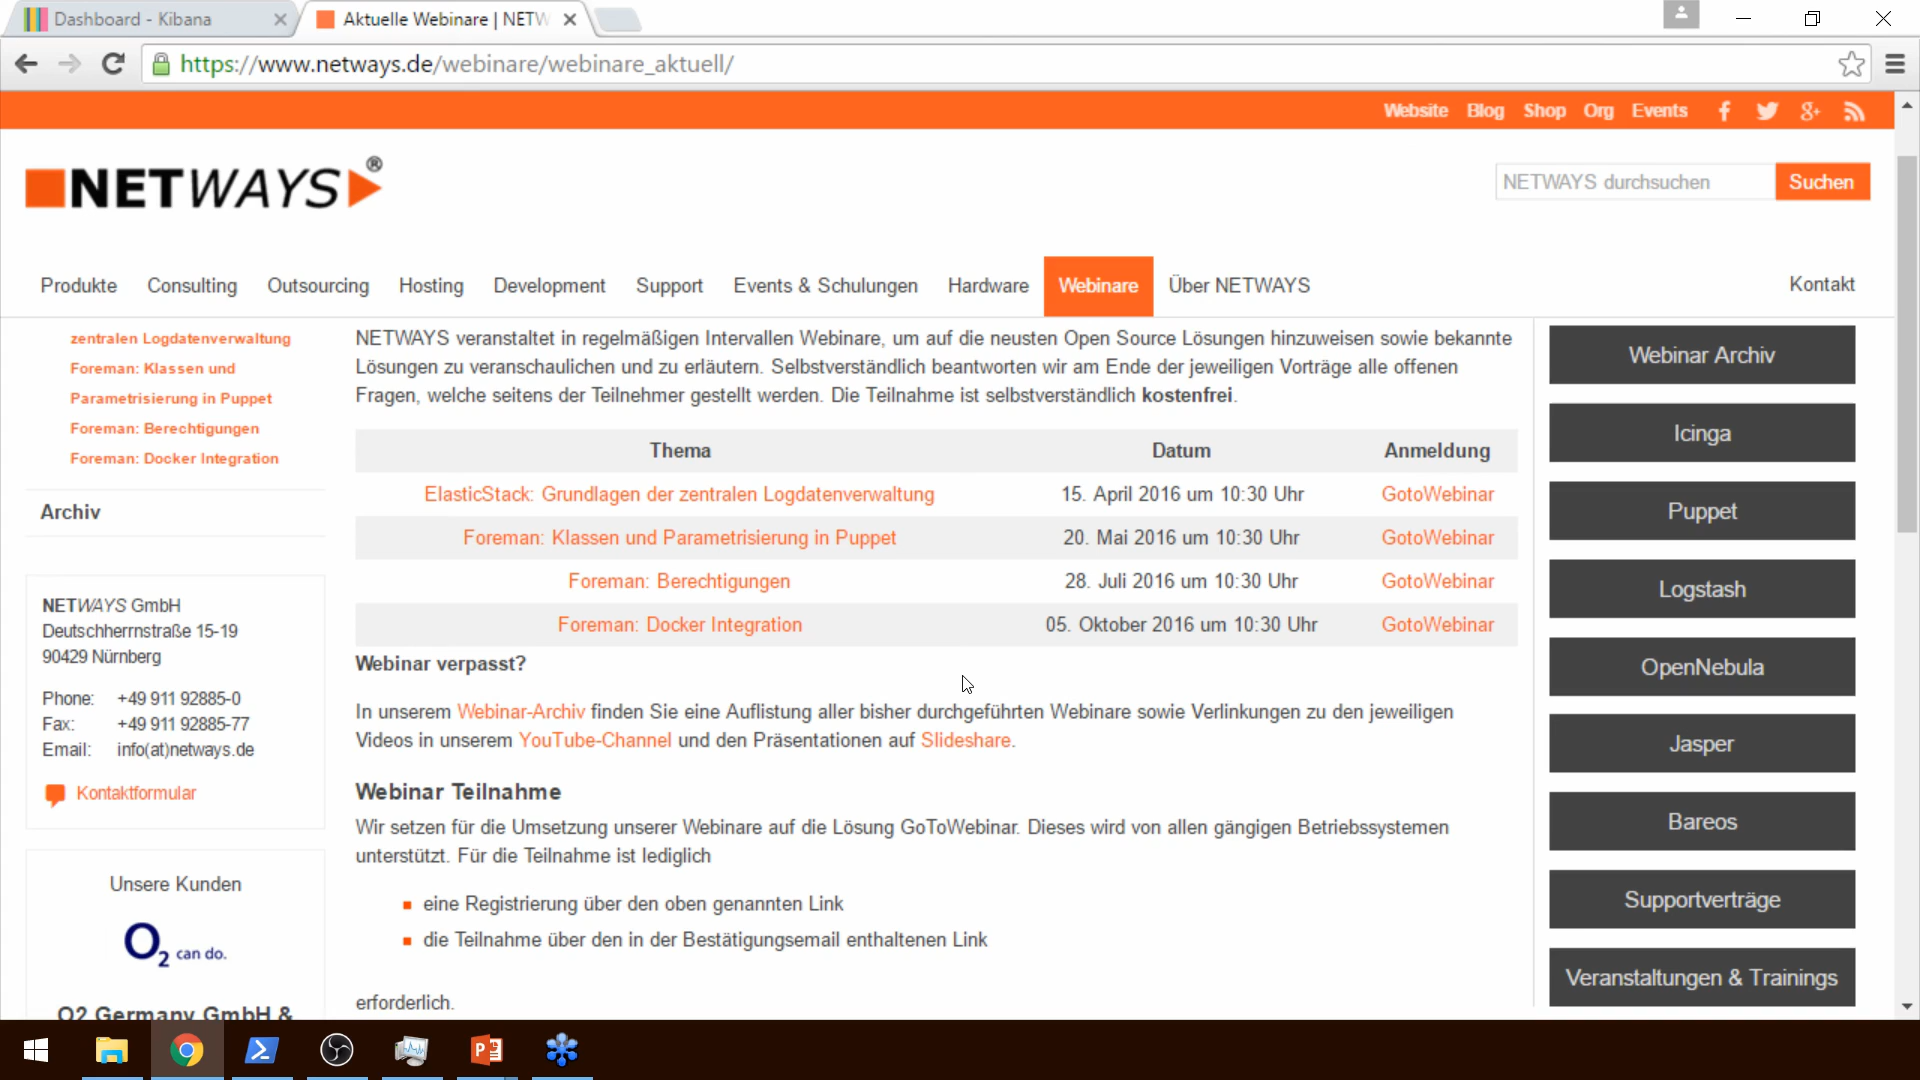 Dashboard - Kibana
Aktuelle Webinare | NETW
https://www.netways.de/webinare/webinare_aktuell/
Website Blog Shop Org Events
NETWAYS®
NETWAYS durchsuchen Suchen
Produkte Consulting Outsourcing Hosting Development Support Events & Schulungen Hardware Webinare Über NETWAYS Kontakt
zentralen Logdatenverwaltung
Foreman: Klassen und
Parametrisierung in Puppet
Foreman: Berechtigungen
Foreman: Docker Integration
Archiv
NETWAYS GmbH
Deutschherrnstraße 15-19
90429 Nürnberg
Phone: +49 911 92885-0
Fax: +49 911 92885-77
Email: info(at)netways.de
Kontaktformular
Unsere Kunden
O2 can do.
O2 Germany GmbH &
NETWAYS veranstaltet in regelmäßigen Intervallen Webinare, um auf die neusten Open Source Lösungen hinzuweisen sowie bekannte
Lösungen zu veranschaulichen und zu erläutern. Selbstverständlich beantworten wir am Ende der jeweiligen Vorträge alle offenen
Fragen, welche seitens der Teilnehmer gestellt werden. Die Teilnahme ist selbstverständlich kostenfrei.
Thema Datum Anmeldung
ElasticStack: Grundlagen der zentralen Logdatenverwaltung 15. April 2016 um 10:30 Uhr GotoWebinar
Foreman: Klassen und Parametrisierung in Puppet 20. Mai 2016 um 10:30 Uhr GotoWebinar
Foreman: Berechtigungen 28. Juli 2016 um 10:30 Uhr GotoWebinar
Foreman: Docker Integration 05. Oktober 2016 um 10:30 Uhr GotoWebinar
Webinar verpasst?
In unserem Webinar-Archiv finden Sie eine Auflistung aller bisher durchgeführten Webinare sowie Verlinkungen zu den jeweiligen
Videos in unserem YouTube-Channel und den Präsentationen auf Slideshare.
Webinar Teilnahme
Wir setzen für die Umsetzung unserer Webinare auf die Lösung GoToWebinar. Dieses wird von allen gängigen Betriebssystemen
unterstützt. Für die Teilnahme ist lediglich
eine Registrierung über den oben genannten Link
die Teilnahme über den in der Bestätigungsemail enthaltenen Link
erforderlich.
Webinar Archiv
Icinga
Puppet
Logstash
OpenNebula
Jasper
Bareos
Supportverträge
Veranstaltungen & Trainings